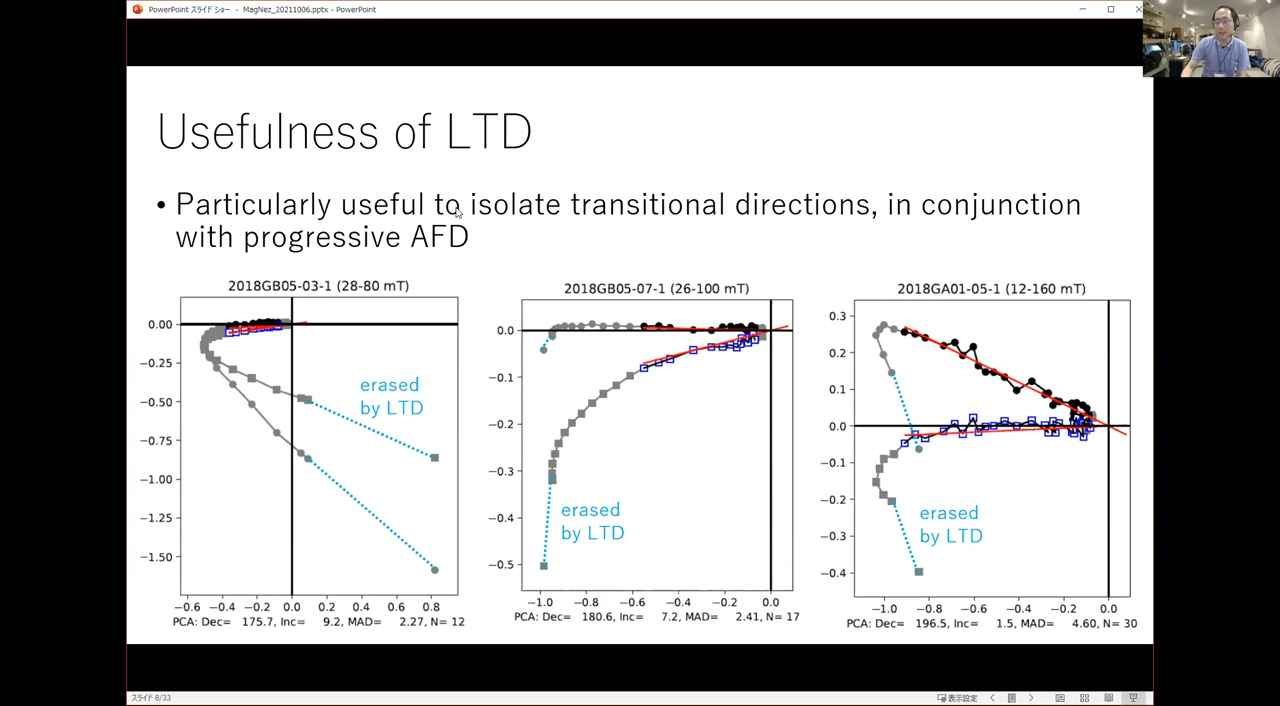 PowerPoint スライド ショー - MagNez_20211006.pptx - PowerPoint
Usefulness of LTD
• Particularly useful to isolate transitional directions, in conjunction
with progressive AFD
2018GB05-03-1 (28-80 mT)
0.00
−0.25
−0.50
−0.75
−1.00
−1.25
−1.50
erased
by LTD
−0.6 −0.4 −0.2 0.0 0.2 0.4 0.6 0.8
PCA: Dec= 175.7, Inc= 9.2, MAD= 2.27, N= 12
2018GB05-07-1 (26-100 mT)
0.0
−0.1
−0.2
−0.3
−0.4
−0.5
erased
by LTD
−1.0 −0.8 −0.6 −0.4 −0.2 0.0
PCA: Dec= 180.6, Inc= 7.2, MAD= 2.41, N= 17
2018GA01-05-1 (12-160 mT)
0.3
0.2
0.1
0.0
−0.1
−0.2
−0.3
−0.4
erased
by LTD
−1.0 −0.8 −0.6 −0.4 −0.2 0.0
PCA: Dec= 196.5, Inc= 1.5, MAD= 4.60, N= 30
スライド 8/33
表示設定